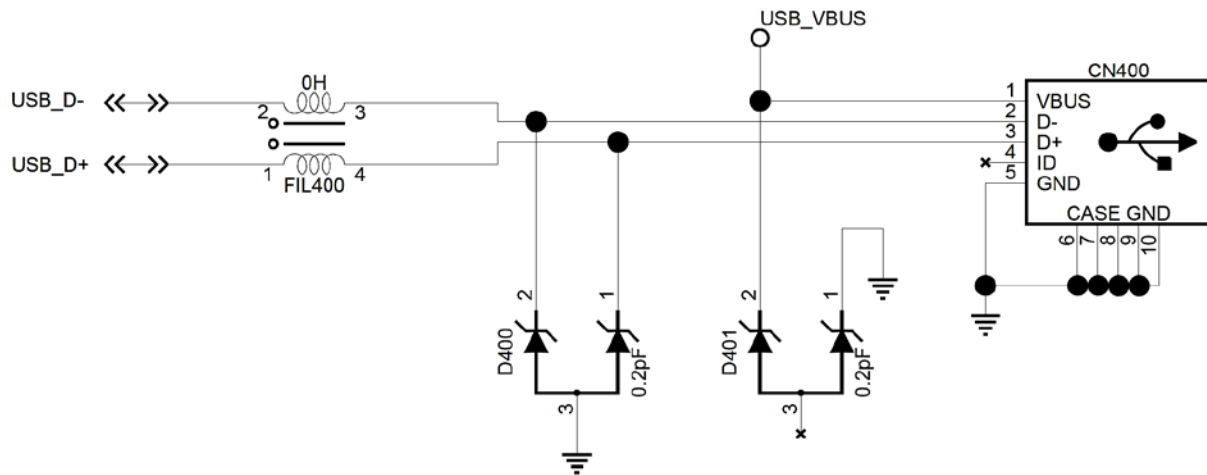 USB_VBUS
CN400
0H
USB_D-
2
3
1
VBUS
2
D-
3
D+
4
ID
5
GND
USB_D+
1
4
FIL400
CASE GND
6
7
8
9
10
2
1
2
1
D400
0.2pF
D401
0.2pF
3
3